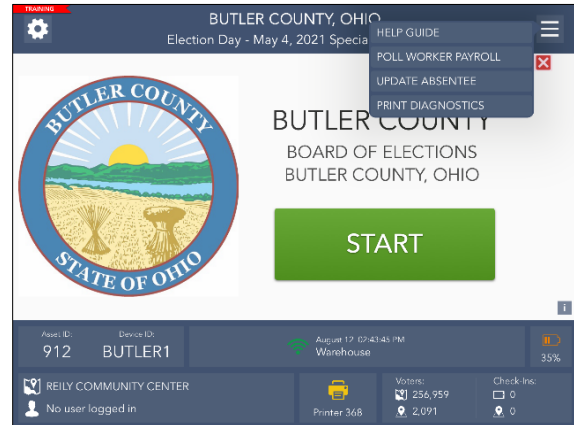 TRAINING
BUTLER COUNTY, OHIO
Election Day - May 4, 2021 Specia
HELP GUIDE
POLL WORKER PAYROLL
UPDATE ABSENTEE
PRINT DIAGNOSTICS
BUTLER COUNTY
STATE OF OHIO
BUTLER COUNTY
BOARD OF ELECTIONS
BUTLER COUNTY, OHIO
START
i
Asset ID:
912
Device ID:
BUTLER1
August 12 02:43:45 PM
Warehouse
35%
REILY COMMUNITY CENTER
No user logged in
Printer 368
Voters:
256,959
2,091
Check-Ins:
0
0